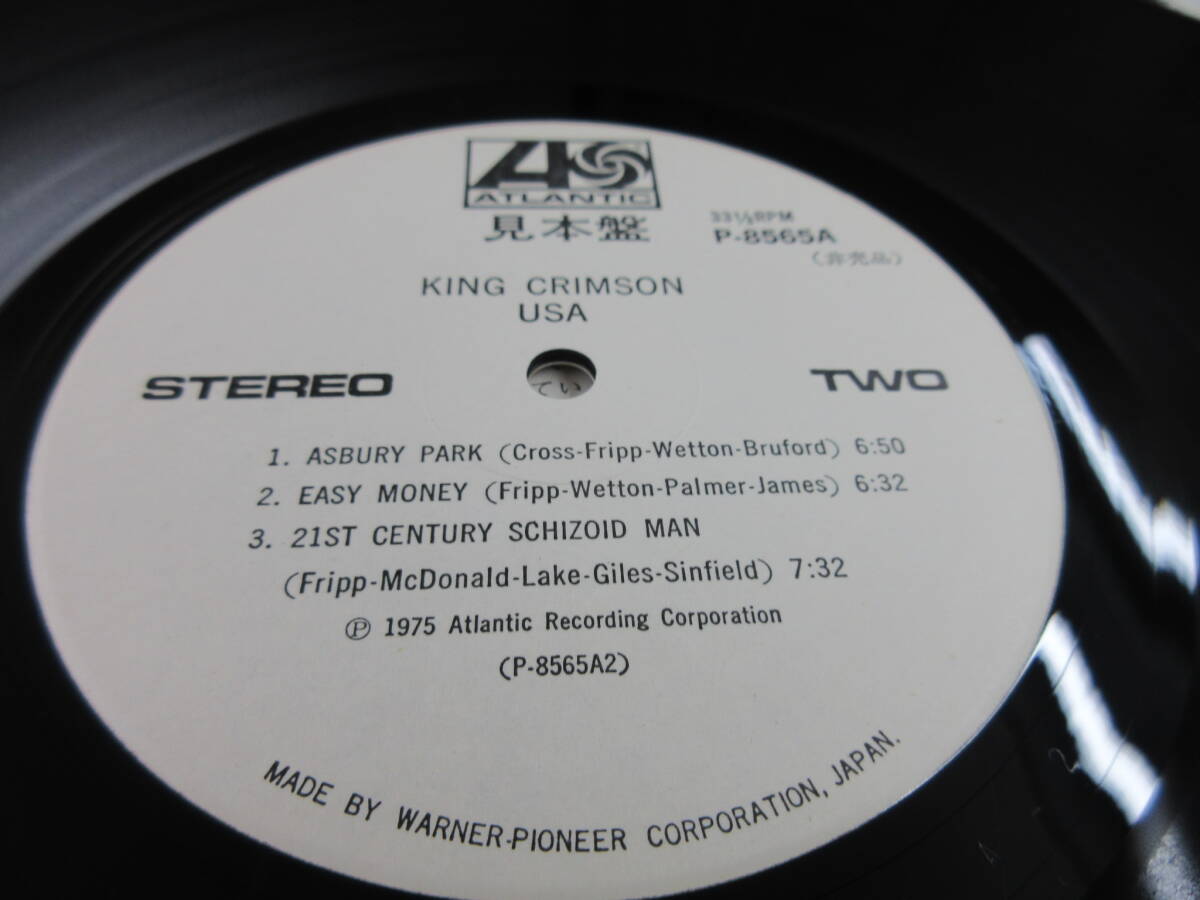 ATLANTIC
見本盤
33⅓RPM
P-8565A
(非売品)
KING CRIMSON
USA
STEREO
TWO
てい
1. ASBURY PARK (Cross-Fripp-Wetton-Bruford) 6:50
2. EASY MONEY (Fripp-Wetton-Palmer-James) 6:32
3. 21ST CENTURY SCHIZOID MAN
(Fripp-McDonald-Lake-Giles-Sinfield) 7:32
Ⓟ 1975 Atlantic Recording Corporation
(P-8565A2)
MADE BY WARNER-PIONEER CORPORATION, JAPAN.